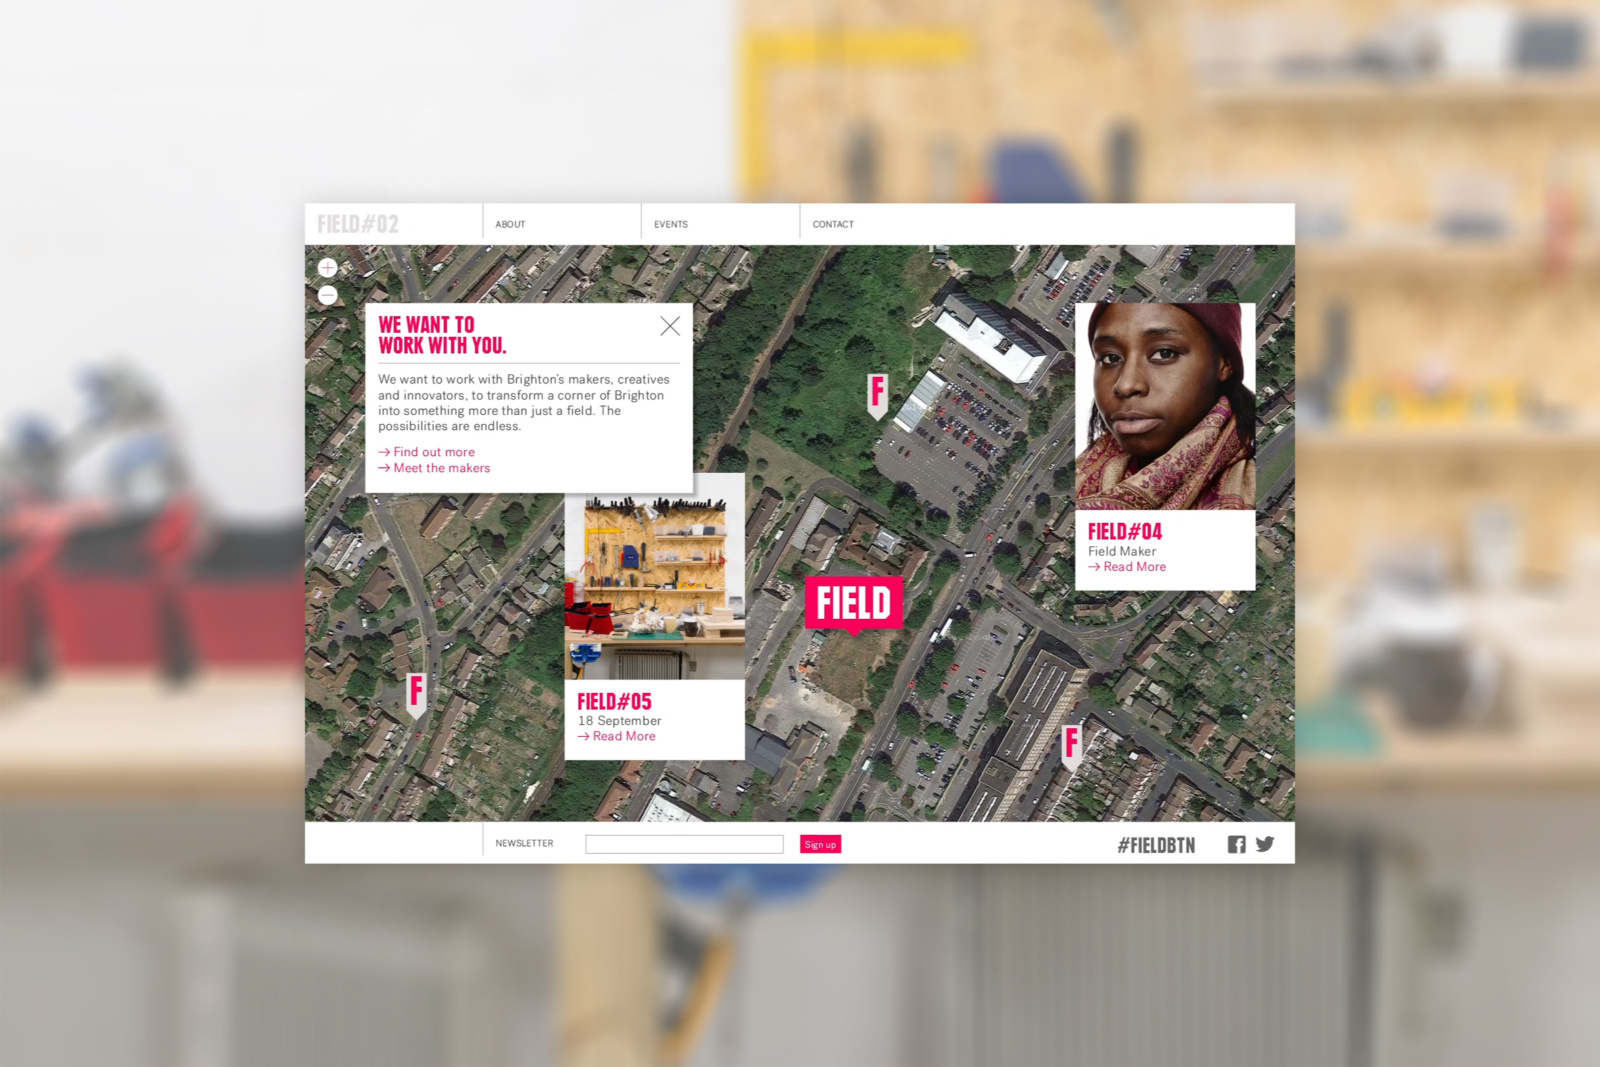 FIELD#02
ABOUT
EVENTS
CONTACT
WE WANT TO
WORK WITH YOU.
We want to work with Brighton's makers, creatives
and innovators, to transform a corner of Brighton
into something more than just a field. The
possibilities are endless.
→ Find out more
→ Meet the makers
F
FIELD#04
Field Maker
→ Read More
FIELD
F
FIELD#05
18 September
→ Read More
F
NEWSLETTER
Sign up
#FIELDBTN